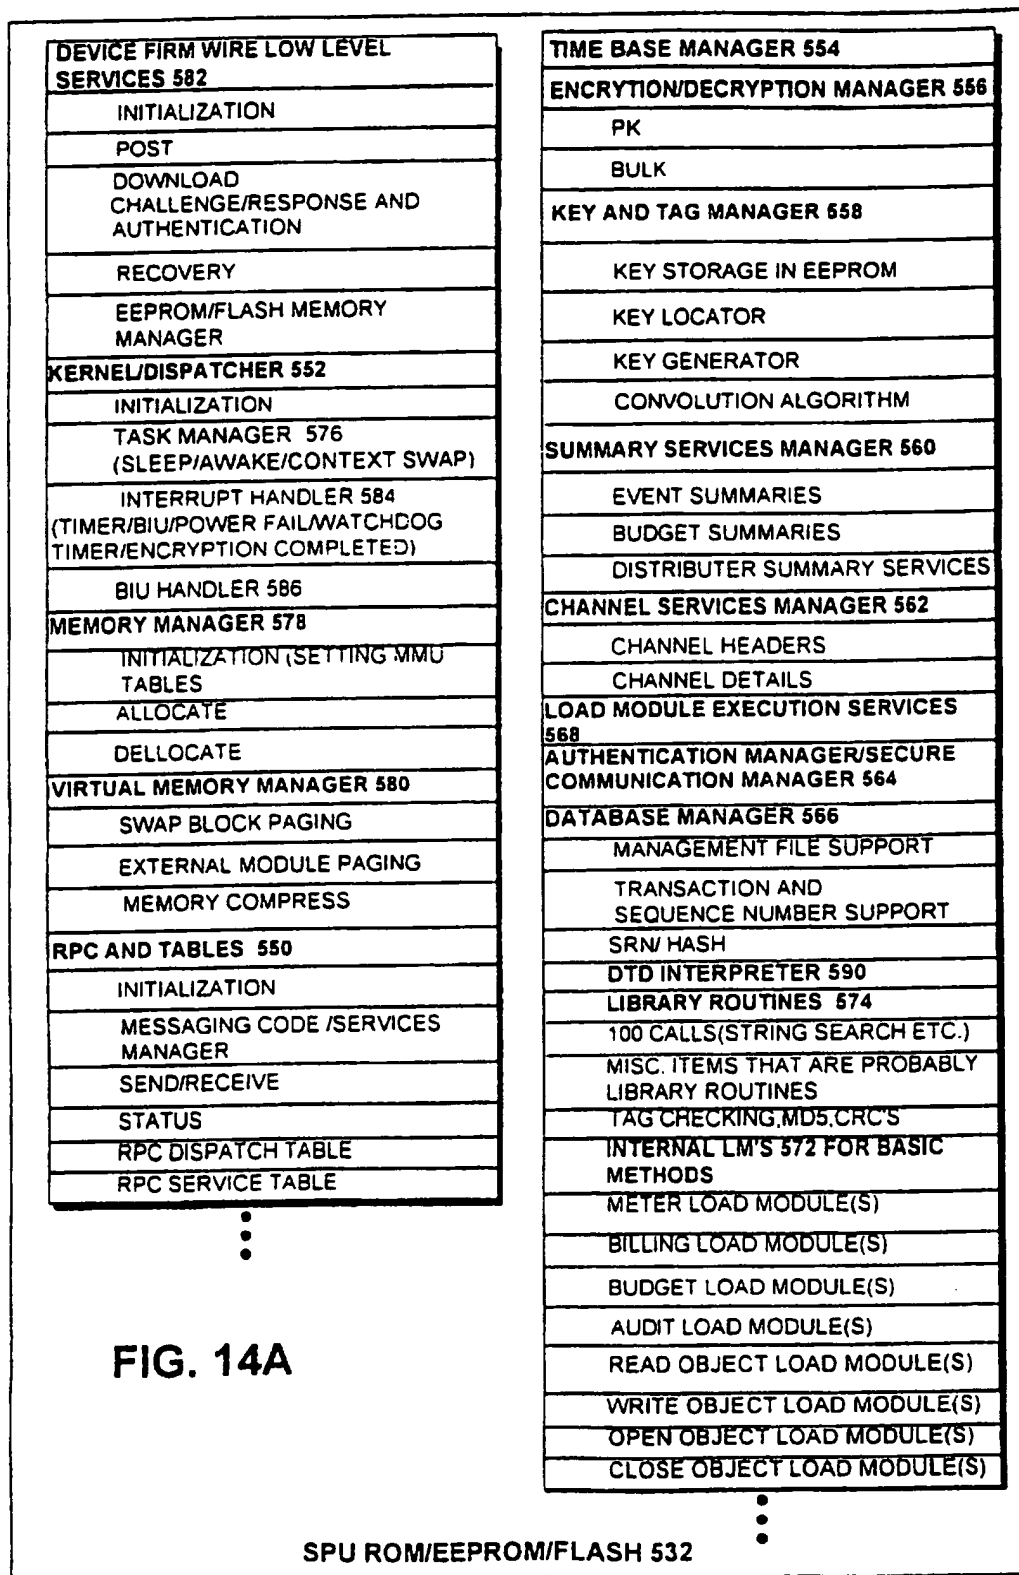 DEVICE FIRM WIRE LOW LEVEL
SERVICES 582
INITIALIZATION
POST
DOWNLOAD
CHALLENGE/RESPONSE AND
AUTHENTICATION
RECOVERY
EEPROM/FLASH MEMORY
MANAGER
KERNEL/DISPATCHER 552
INITIALIZATION
TASK MANAGER 576
(SLEEP/AWAKE/CONTEXT SWAP)
INTERRUPT HANDLER 584
(TIMER/BIU/POWER FAIL/WATCHDOG
TIMER/ENCRYPTION COMPLETED)
BIU HANDLER 586
MEMORY MANAGER 578
INITIALIZATION (SETTING MMU
TABLES
ALLOCATE
DELLOCATE
VIRTUAL MEMORY MANAGER 580
SWAP BLOCK PAGING
EXTERNAL MODULE PAGING
MEMORY COMPRESS
RPC AND TABLES 550
INITIALIZATION
MESSAGING CODE /SERVICES
MANAGER
SEND/RECEIVE
STATUS
RPC DISPATCH TABLE
RPC SERVICE TABLE
TIME BASE MANAGER 554
ENCRYTION/DECRYPTION MANAGER 556
PK
BULK
KEY AND TAG MANAGER 558
KEY STORAGE IN EEPROM
KEY LOCATOR
KEY GENERATOR
CONVOLUTION ALGORITHM
SUMMARY SERVICES MANAGER 560
EVENT SUMMARIES
BUDGET SUMMARIES
DISTRIBUTER SUMMARY SERVICES
CHANNEL SERVICES MANAGER 562
CHANNEL HEADERS
CHANNEL DETAILS
LOAD MODULE EXECUTION SERVICES
568
AUTHENTICATION MANAGER/SECURE
COMMUNICATION MANAGER 564
DATABASE MANAGER 566
MANAGEMENT FILE SUPPORT
TRANSACTION AND
SEQUENCE NUMBER SUPPORT
SRN/ HASH
DTD INTERPRETER 590
LIBRARY ROUTINES 574
100 CALLS(STRING SEARCH ETC.)
MISC. ITEMS THAT ARE PROBABLY
LIBRARY ROUTINES
TAG CHECKING,MD5,CRC'S
INTERNAL LM'S 572 FOR BASIC
METHODS
METER LOAD MODULE(S)
BILLING LOAD MODULE(S)
BUDGET LOAD MODULE(S)
AUDIT LOAD MODULE(S)
READ OBJECT LOAD MODULE(S)
WRITE OBJECT LOAD MODULE(S)
OPEN OBJECT LOAD MODULE(S)
CLOSE OBJECT LOAD MODULE(S)
FIG. 14A
SPU ROM/EEPROM/FLASH 532